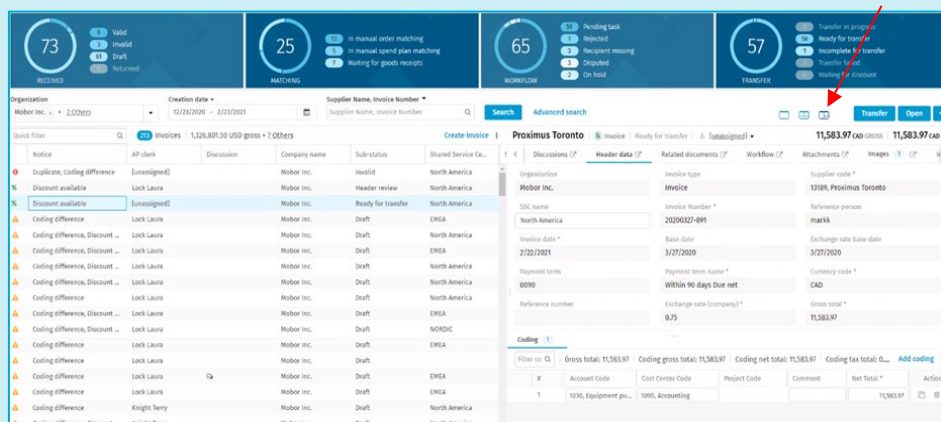 73
9 Valid
3 Invalid
61 Draft
Returned
RECEIVED
25
13 In manual order matching
5 In manual spend plan matching
7 Waiting for goods receipts
MATCHING
65
59 Pending task
1 Rejected
3 Recipient missing
3 Disputed
2 On hold
WORKFLOW
57
Transfer in progress
56 Ready for transfer
1 Incomplete for transfer
Transfer failed
Waiting for discount
TRANSFER
Organization Creation date Supplier Name, Invoice Number
Mobor Inc. 2 Others 12/23/2020 - 2/23/2021 Supplier Name, Invoice Number Search Advanced search Transfer Open
Quick Filter 213 Invoices 1,326,801.50 USD gross + 7 Others Create Invoice
Notice AP clerk Discussion Company name Sub-status Shared Service Ce...
Duplicate, Coding difference [unassigned] Mobor Inc. Invalid North America
% Discount available Lock Laura Mobor Inc. Header review North America
% Discount available [unassigned] Mobor Inc. Ready for transfer North America
Coding difference Lock Laura Mobor Inc. Draft EMEA
Coding difference, Discount ... Lock Laura Mobor Inc. Draft North America
Coding difference, Discount ... Lock Laura Mobor Inc. Draft EMEA
Coding difference, Discount ... Lock Laura Mobor Inc. Draft North America
Coding difference, Discount ... Lock Laura Mobor Inc. Draft North America
Coding difference Lock Laura Mobor Inc. Draft North America
Coding difference, Discount ... Lock Laura Mobor Inc. Draft EMEA
Coding difference, Discount ... Lock Laura Mobor Inc. Draft NORDIC
Coding difference Lock Laura Mobor Inc. Draft EMEA
Coding difference Lock Laura Mobor Inc. Draft
Coding difference Lock Laura Mobor Inc. Draft EMEA
Coding difference Lock Laura Mobor Inc. Draft EMEA
Coding difference Knight Terry Mobor Inc. Draft North America
Proximus Toronto Invoice Ready for transfer [unassigned] 11,583.97 CAD GROSS 11,583.97 CAD
Discussions Header data Related documents Workflow Attachments Images 1
Organization Invoice type Supplier code *
Mobor Inc. Invoice 13189, Proximus Toronto
SSC name Invoice Number * Reference person
North America 20200327-891 markk
Invoice date * Base date Exchange rate base date
2/22/2021 3/27/2020 3/27/2020
Payment term Payment term name * Currency code *
0090 Within 90 days Due net CAD
Reference number Exchange rate (company) * Gross total *
0.75 11,583.97
Coding 1
Filter co Gross total: 11,583.97 Coding gross total: 11,583.97 Coding net total: 11,583.97 Coding tax total: 0.... Add coding
# Account Code Cost Center Code Project Code Comment Net Total * Action
1 1030, Equipment pu... 1090, Accounting 11,583.97